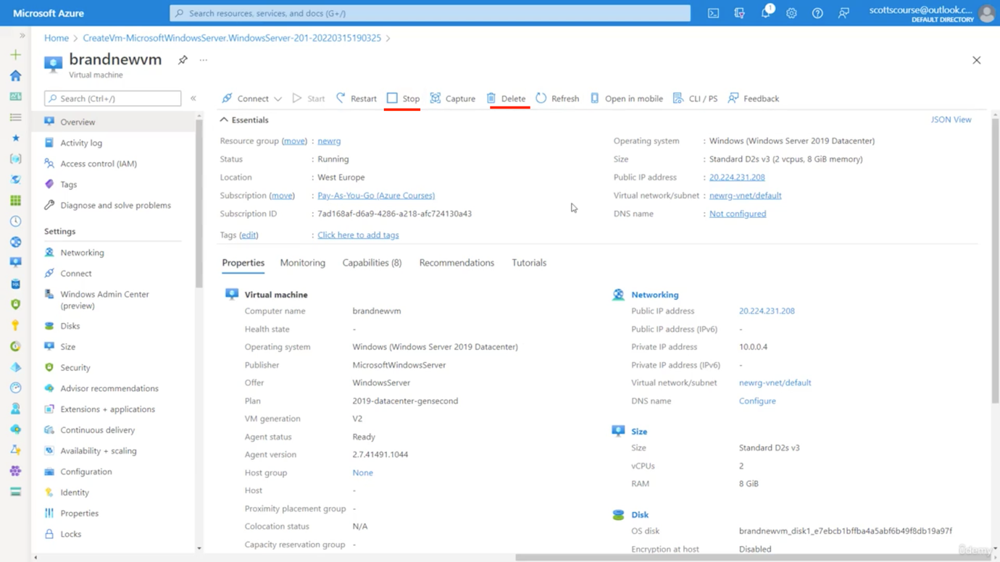 Microsoft Azure
Search resources, services, and docs (G+/)
1
scottscourse@outlook.c...
DEFAULT DIRECTORY
Home > CreateVm-MicrosoftWindowsServer.WindowsServer-201-20220315190325 >
brandnewvm
Virtual machine
Search (Ctrl+/)
Connect
Start
Restart
Stop
Capture
Delete
Refresh
Open in mobile
CLI / PS
Feedback
Overview
Activity log
Access control (IAM)
Tags
Diagnose and solve problems
Settings
Networking
Connect
Windows Admin Center
(preview)
Disks
Size
Security
Advisor recommendations
Extensions + applications
Continuous delivery
Availability + scaling
Configuration
Identity
Properties
Locks
Essentials
JSON View
Resource group (move) : newrg
Status : Running
Location : West Europe
Subscription (move) : Pay-As-You-Go (Azure Courses)
Subscription ID : 7ad168af-d6a9-4286-a218-afc724130a43
Tags (edit) : Click here to add tags
Operating system : Windows (Windows Server 2019 Datacenter)
Size : Standard D2s v3 (2 vcpus, 8 GiB memory)
Public IP address : 20.224.231.208
Virtual network/subnet : newrg-vnet/default
DNS name : Not configured
Properties
Monitoring
Capabilities (8)
Recommendations
Tutorials
Virtual machine
Computer name brandnewvm
Health state -
Operating system Windows (Windows Server 2019 Datacenter)
Publisher MicrosoftWindowsServer
Offer WindowsServer
Plan 2019-datacenter-gensecond
VM generation V2
Agent status Ready
Agent version 2.7.41491.1044
Host group None
Host -
Proximity placement group -
Colocation status N/A
Capacity reservation group -
Networking
Public IP address 20.224.231.208
Public IP address (IPv6) -
Private IP address 10.0.0.4
Private IP address (IPv6) -
Virtual network/subnet newrg-vnet/default
DNS name Configure
Size
Size Standard D2s v3
vCPUs 2
RAM 8 GiB
Disk
OS disk brandnewvm_disk1_e7ebcb1bffba4a5abf6b49f8db19a97f
Encryption at host Disabled
ûdemy